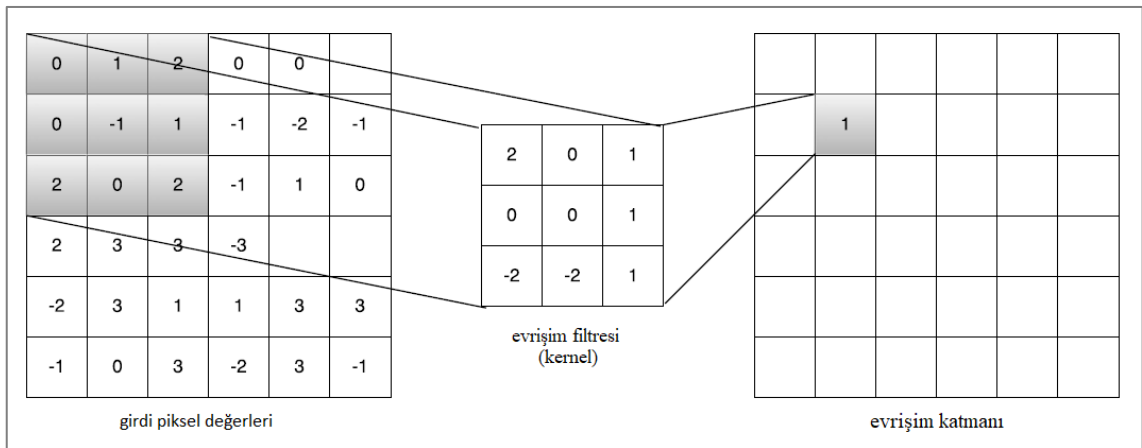 0 1 2 0 0
0 -1 1 -1 -2 -1
2 0 2 -1 1 0
2 3 3 -3
-2 3 1 1 3 3
-1 0 3 -2 3 -1
girdi piksel değerleri
2 0 1
0 0 1
-2 -2 1
evrişim filtresi
(kernel)
1
evrişim katmanı